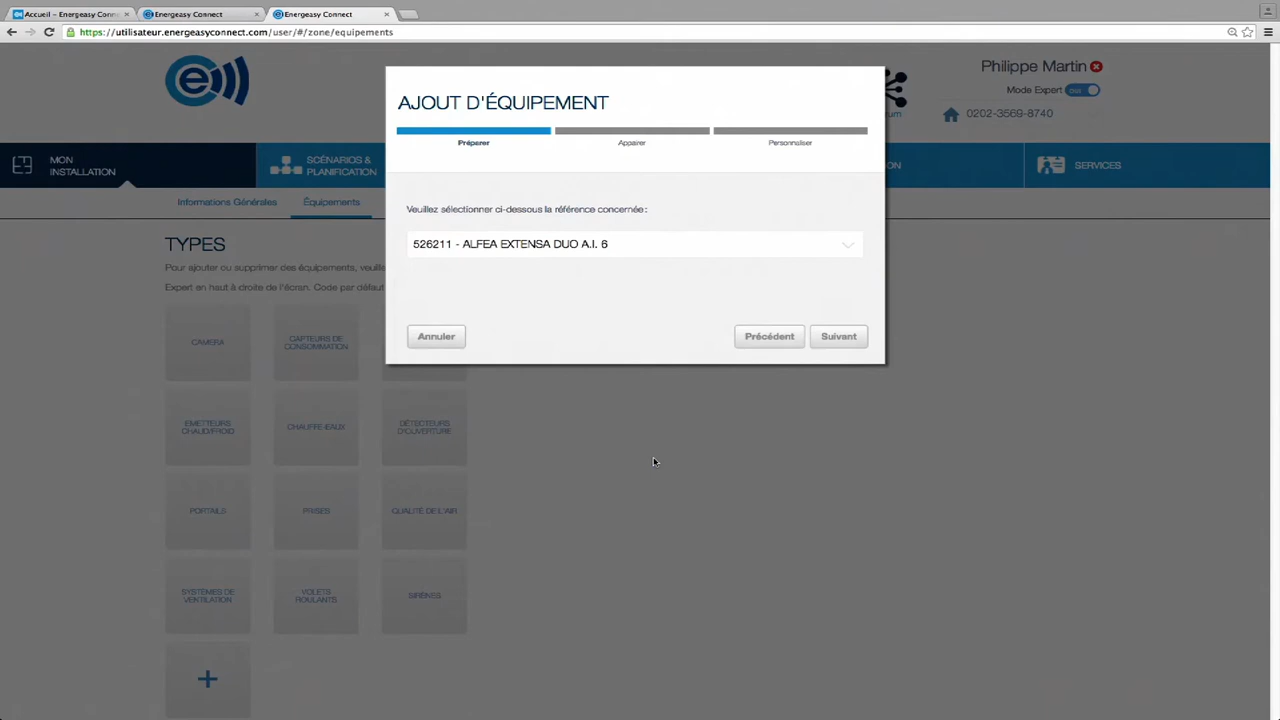 Accueil – Energeasy Conn
Energeasy Connect
Energeasy Connect
https://utilisateur.energeasyconnect.com/user/#/zone/equipements
Philippe Martin
Mode Expert
0202-3569-8740
MON
INSTALLATION
SCÉNARIOS &
PLANIFICATION
SERVICES
Informations Générales
Équipements
AJOUT D'ÉQUIPEMENT
Préparer
Appairer
Personnaliser
Veuillez sélectionner ci-dessous la référence concernée :
526211 - ALFEA EXTENSA DUO A.I. 6
Annuler
Précédent
Suivant
TYPES
Pour ajouter ou supprimer des équipements, veuille
Expert en haut à droite de l'écran. Code par défaut
CAMERA
CAPTEURS DE
CONSOMMATION
EMETTEURS
CHAUD/FROID
CHAUFFE-EAUX
DÉTECTEURS
D'OUVERTURE
PORTAILS
PRISES
QUALITÉ DE L'AIR
SYSTÈMES DE
VENTILATION
VOLETS
ROULANTS
SIRÈNES